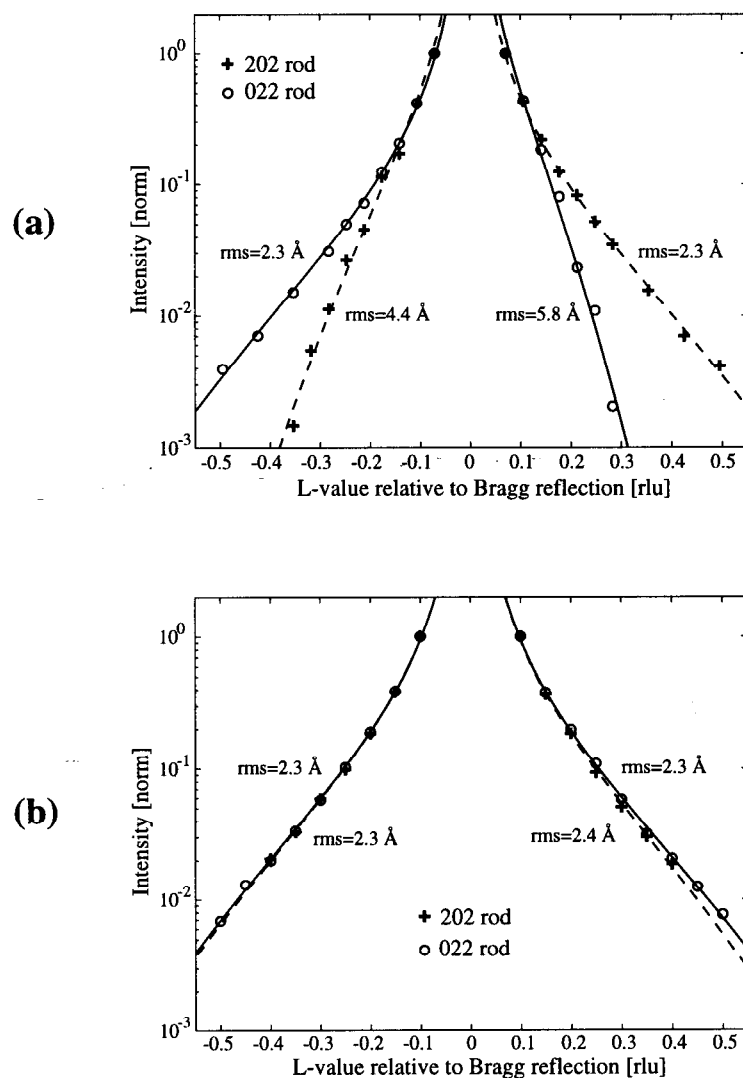 (a)
Intensity [norm]
10^0
10^-1
10^-2
10^-3
+ 202 rod
o 022 rod
rms=2.3 Å
rms=4.4 Å
rms=5.8 Å
rms=2.3 Å
-0.5 -0.4 -0.3 -0.2 -0.1 0 0.1 0.2 0.3 0.4 0.5
L-value relative to Bragg reflection [rlu]
(b)
Intensity [norm]
10^0
10^-1
10^-2
10^-3
rms=2.3 Å
rms=2.3 Å
rms=2.3 Å
rms=2.4 Å
+ 202 rod
o 022 rod
-0.5 -0.4 -0.3 -0.2 -0.1 0 0.1 0.2 0.3 0.4 0.5
L-value relative to Bragg reflection [rlu]